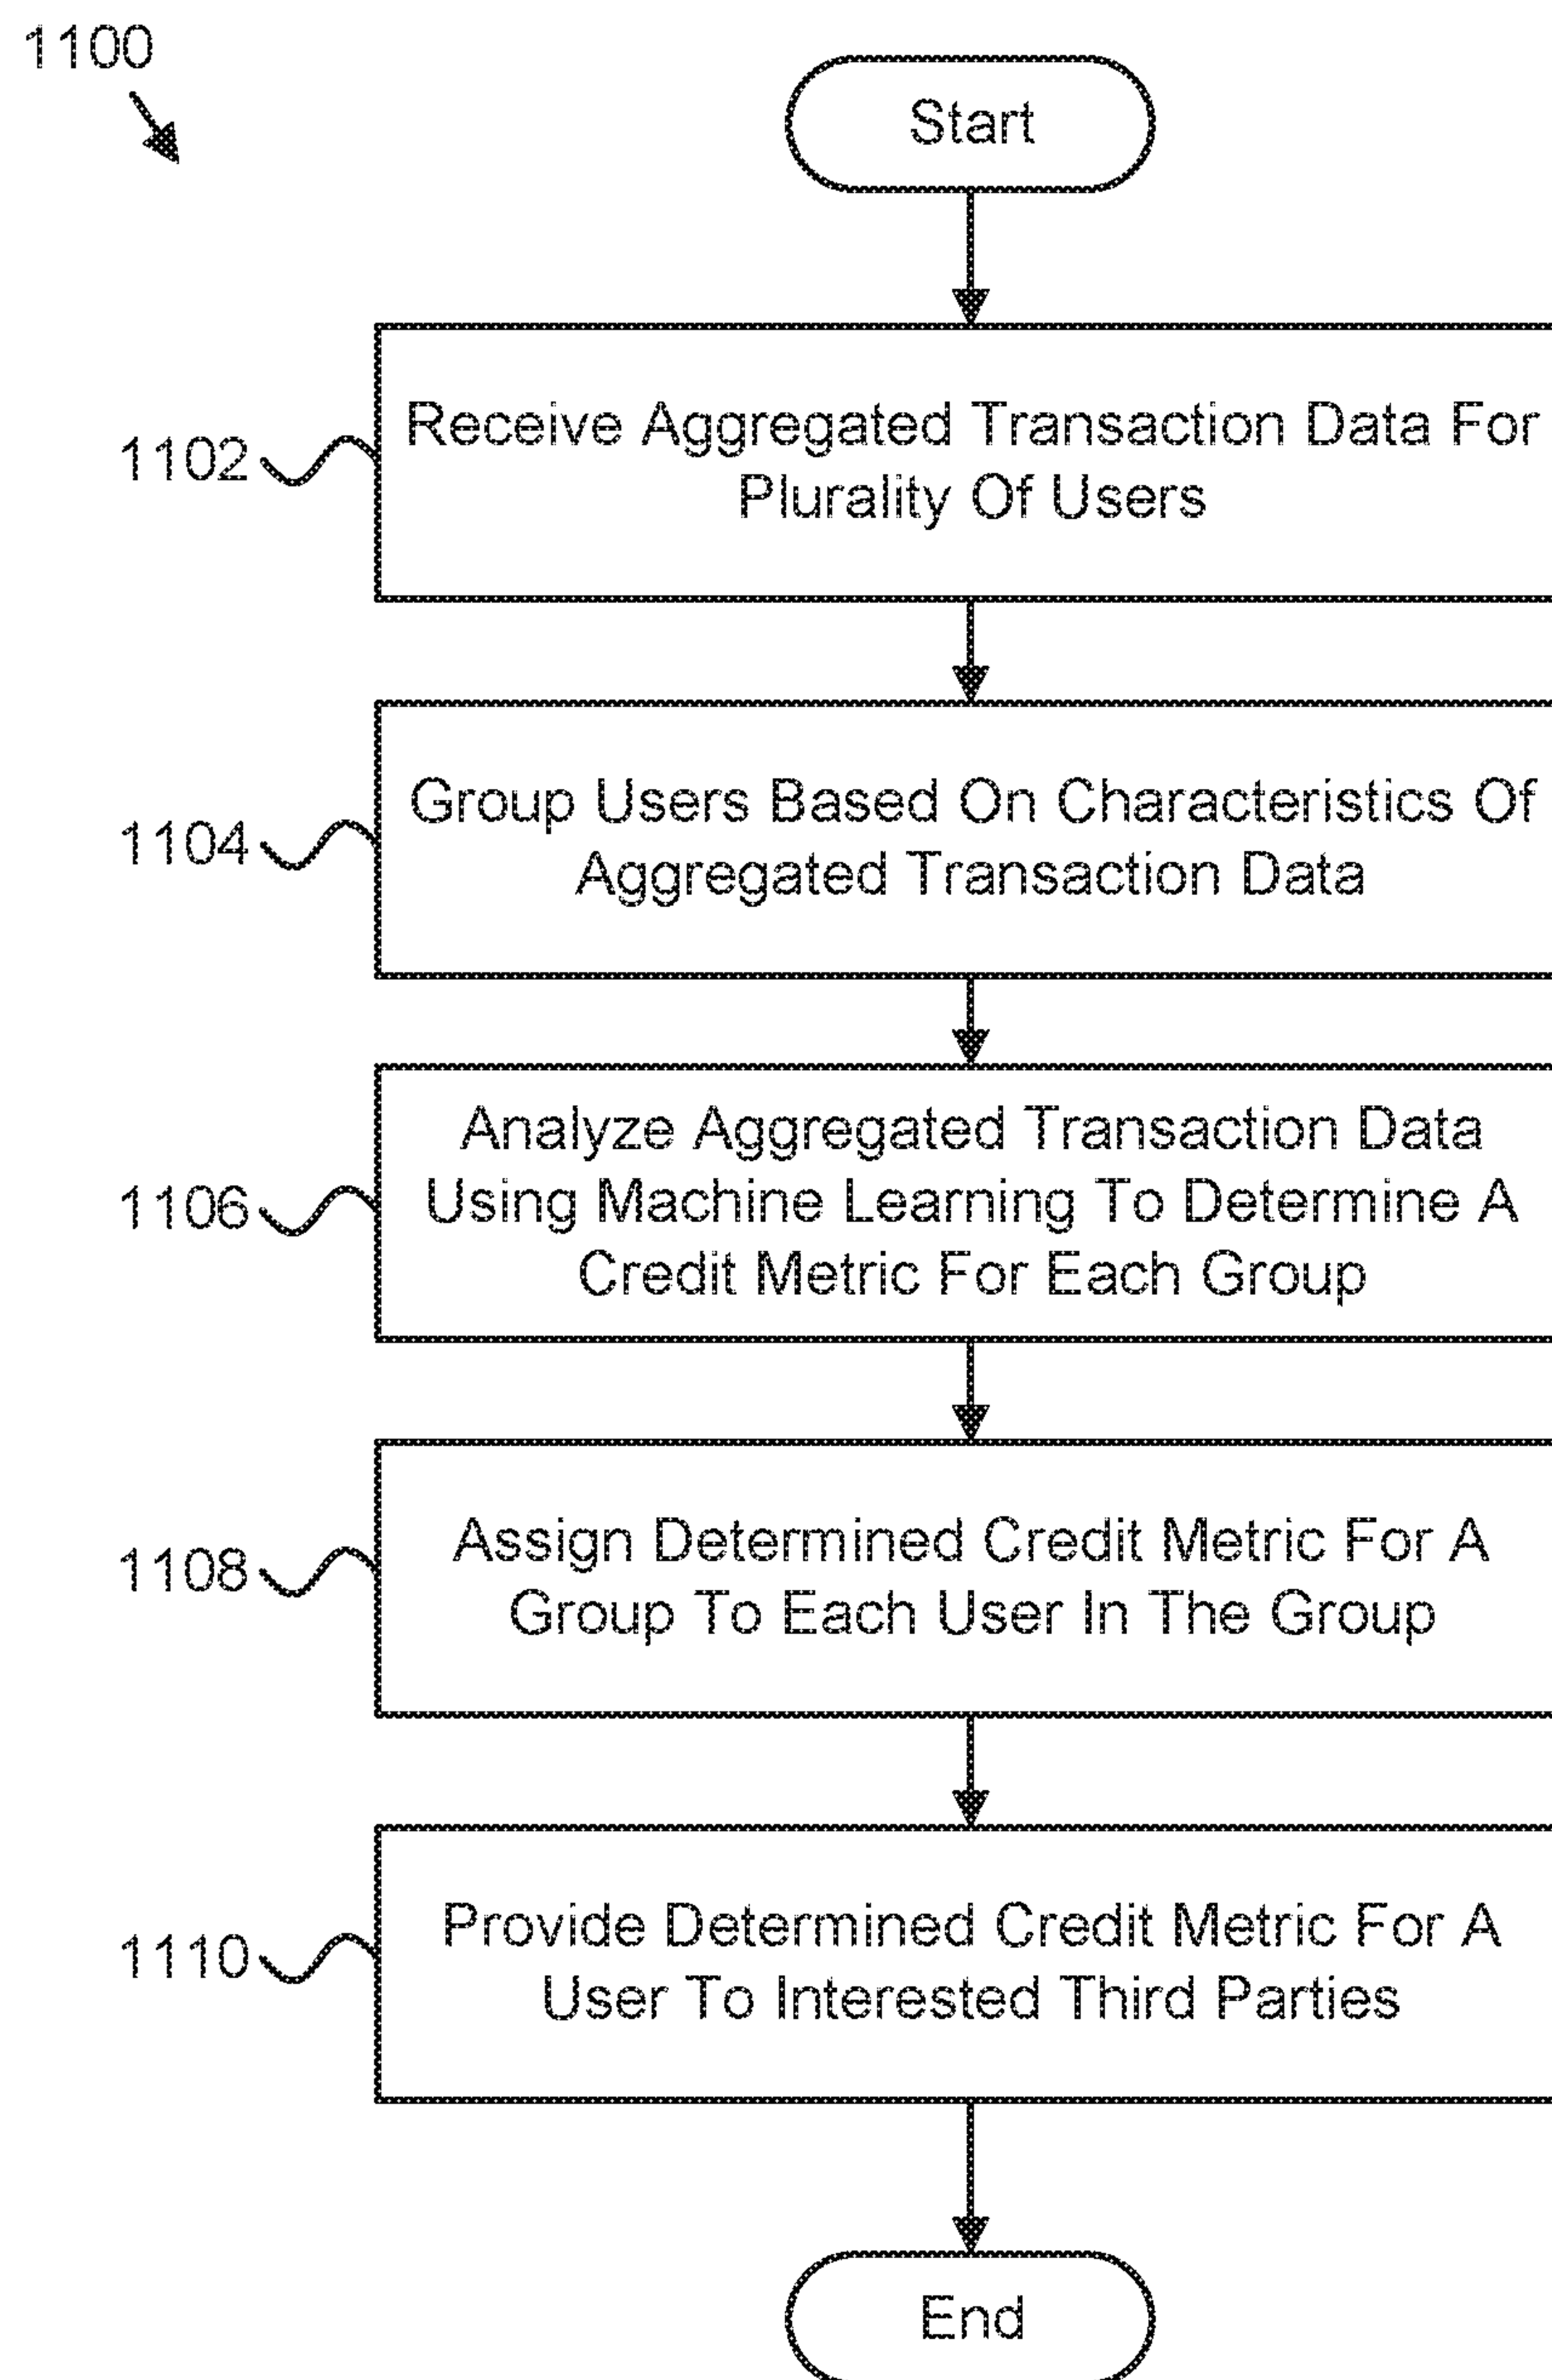 1100
Start
1102
Receive Aggregated Transaction Data For
Plurality Of Users
1104
Group Users Based On Characteristics Of
Aggregated Transaction Data
1106
Analyze Aggregated Transaction Data
Using Machine Learning To Determine A
Credit Metric For Each Group
1108
Assign Determined Credit Metric For A
Group To Each User In The Group
1110
Provide Determined Credit Metric For A
User To Interested Third Parties
End